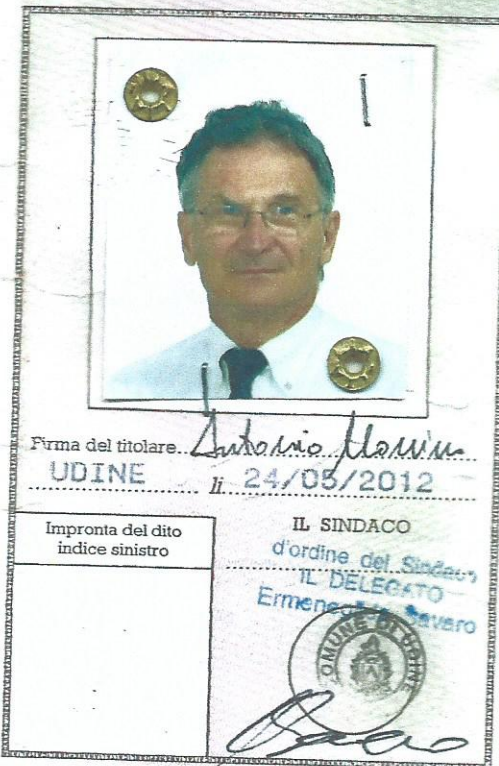 Firma del titolare Antonio
UDINE li 24/05/2012
Impronta del dito
indice sinistro
IL SINDACO
d'ordine del Sindaco
IL DELEGATO
COMUNE DI UDINE